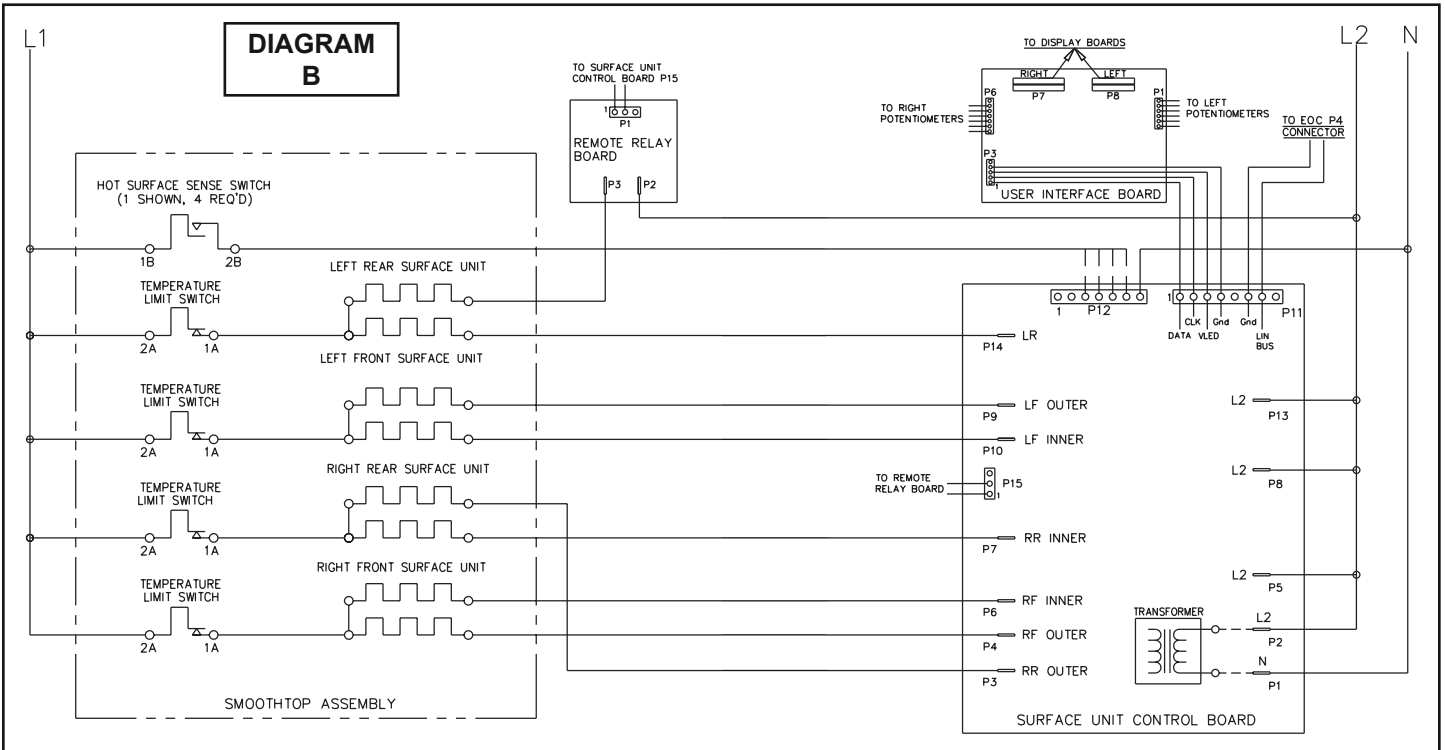 L1
DIAGRAM
B
L2 N
TO SURFACE UNIT
CONTROL BOARD P15
1
P1
REMOTE RELAY
BOARD
P3 P2
TO DISPLAY BOARDS
RIGHT LEFT
P7 P8
P6 P1
TO RIGHT
POTENTIOMETERS
TO LEFT
POTENTIOMETERS
P3
1
USER INTERFACE BOARD
TO EOC P4
CONNECTOR
HOT SURFACE SENSE SWITCH
(1 SHOWN, 4 REQ'D)
1B 2B
LEFT REAR SURFACE UNIT
TEMPERATURE
LIMIT SWITCH
2A 1A
LEFT FRONT SURFACE UNIT
TEMPERATURE
LIMIT SWITCH
2A 1A
RIGHT REAR SURFACE UNIT
TEMPERATURE
LIMIT SWITCH
2A 1A
RIGHT FRONT SURFACE UNIT
TEMPERATURE
LIMIT SWITCH
2A 1A
SMOOTHTOP ASSEMBLY
1 P12
1 P11
DATA CLK VLED Gnd Gnd LIN
BUS
P14 LR
P9 LF OUTER
P10 LF INNER
TO REMOTE
RELAY BOARD
P15
1
P7 RR INNER
P6 RF INNER
P4 RF OUTER
P3 RR OUTER
L2 P13
L2 P8
L2 P5
TRANSFORMER
L2
P2
N
P1
SURFACE UNIT CONTROL BOARD